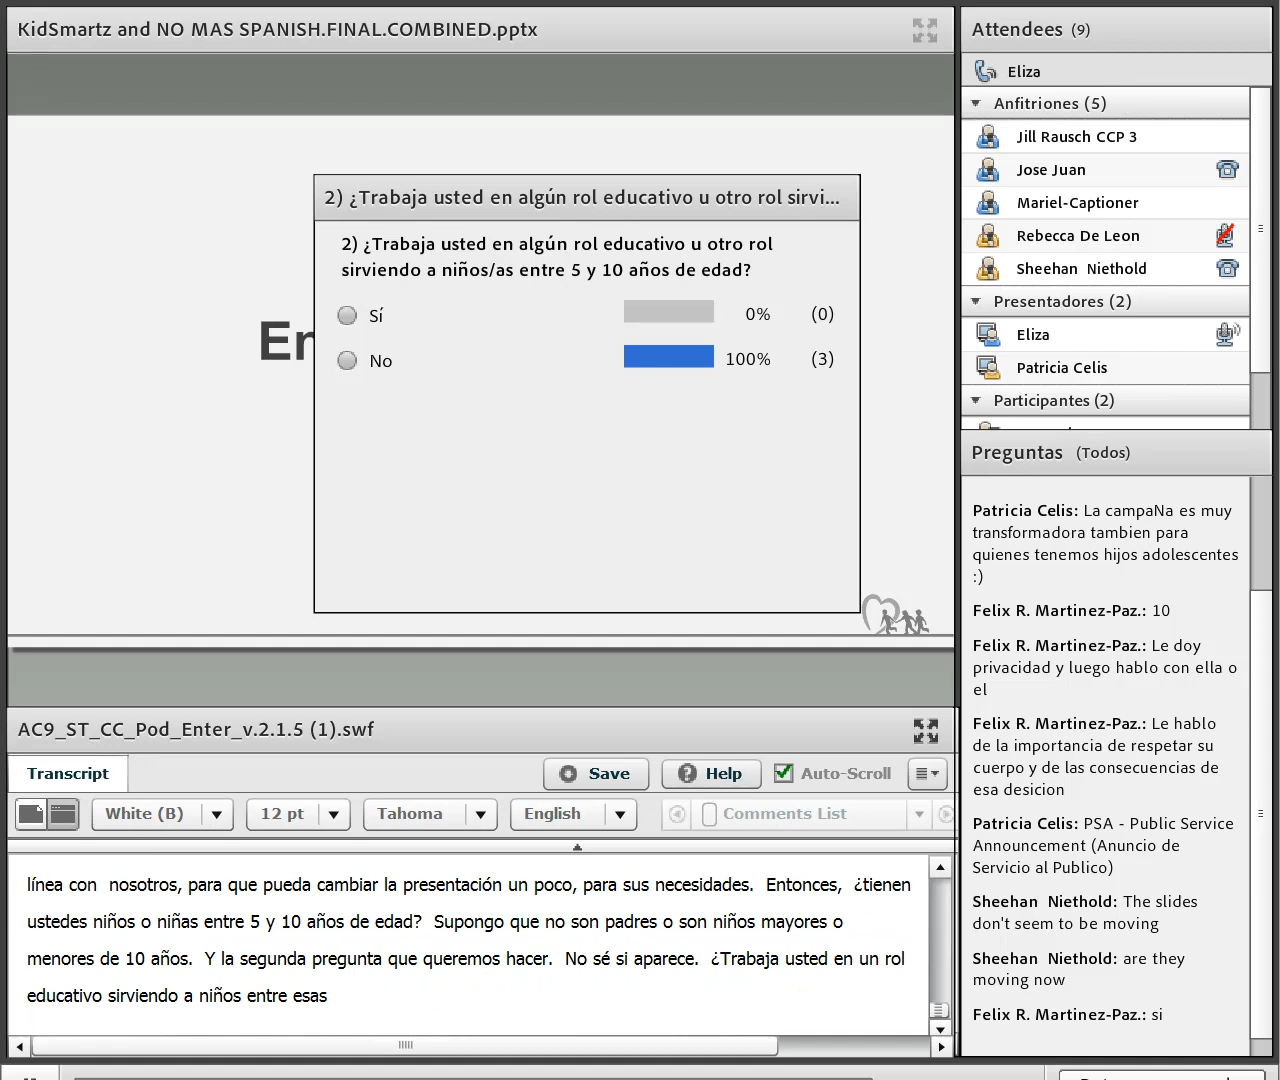 KidSmartz and NO MAS SPANISH.FINAL.COMBINED.pptx
En
2) ¿Trabaja usted en algún rol educativo u otro rol sirvi...
2) ¿Trabaja usted en algún rol educativo u otro rol
sirviendo a niños/as entre 5 y 10 años de edad?
Sí 0% (0)
No 100% (3)
AC9_ST_CC_Pod_Enter_v.2.1.5 (1).swf
Transcript Save Help Auto-Scroll
White (B) 12 pt Tahoma English Comments List
línea con nosotros, para que pueda cambiar la presentación un poco, para sus necesidades. Entonces, ¿tienen
ustedes niños o niñas entre 5 y 10 años de edad? Supongo que no son padres o son niños mayores o
menores de 10 años. Y la segunda pregunta que queremos hacer. No sé si aparece. ¿Trabaja usted en un rol
educativo sirviendo a niños entre esas
Attendees (9)
Eliza
Anfitriones (5)
Jill Rausch CCP 3
Jose Juan
Mariel-Captioner
Rebecca De Leon
Sheehan Niethold
Presentadores (2)
Eliza
Patricia Celis
Participantes (2)
Preguntas (Todos)
Patricia Celis: La campaNa es muy
transformadora tambien para
quienes tenemos hijos adolescentes
:)
Felix R. Martinez-Paz.: 10
Felix R. Martinez-Paz.: Le doy
privacidad y luego hablo con ella o
el
Felix R. Martinez-Paz.: Le hablo
de la importancia de respetar su
cuerpo y de las consecuencias de
esa desicion
Patricia Celis: PSA - Public Service
Announcement (Anuncio de
Servicio al Publico)
Sheehan Niethold: The slides
don't seem to be moving
Sheehan Niethold: are they
moving now
Felix R. Martinez-Paz.: si